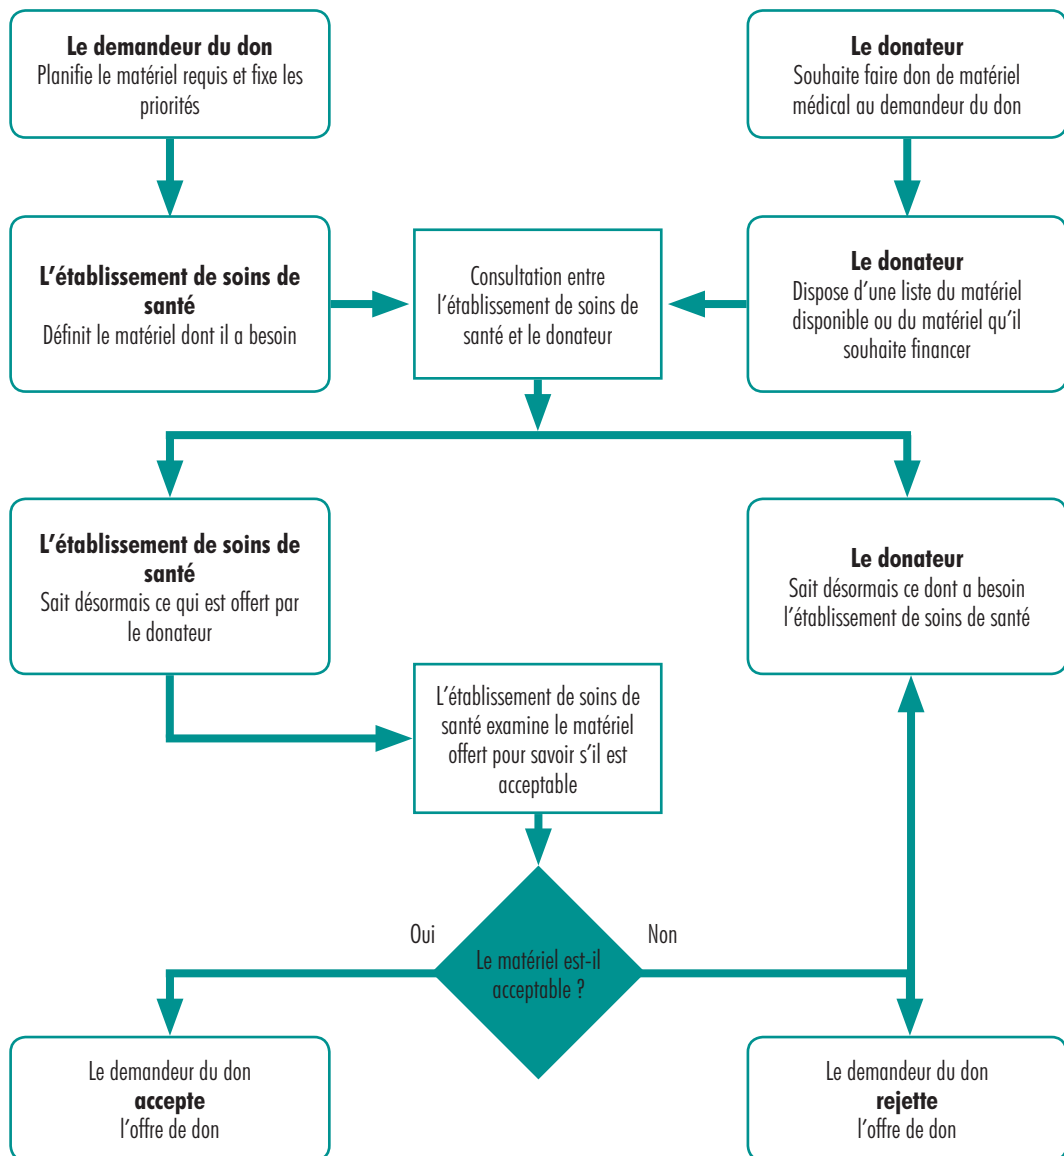 Le demandeur du don
Planifie le matériel requis et fixe les
priorités
Le donateur
Souhaite faire don de matériel
médical au demandeur du don
L'établissement de soins de
santé
Définit le matériel dont il a besoin
Consultation entre
l'établissement de soins de
santé et le donateur
Le donateur
Dispose d'une liste du matériel
disponible ou du matériel qu'il
souhaite financer
L'établissement de soins de
santé
Sait désormais ce qui est offert par
le donateur
Le donateur
Sait désormais ce dont a besoin
l'établissement de soins de santé
L'établissement de soins de
santé examine le matériel
offert pour savoir s'il est
acceptable
Oui
Non
Le matériel est-il
acceptable ?
Le demandeur du don
accepte
l'offre de don
Le demandeur du don
rejette
l'offre de don